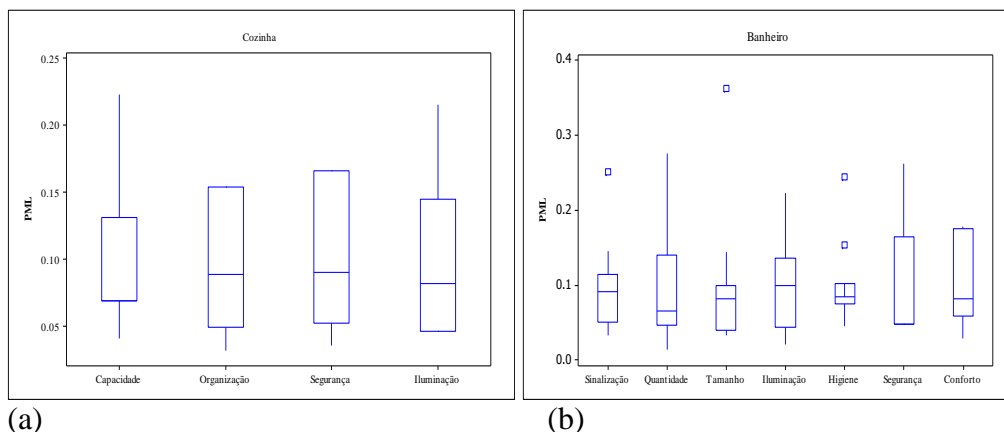 Cozinha
0.25
0.20
0.15
0.10
0.05
PML
Capacidade Organização Segurança Iluminação
(a)
Banheiro
0.4
0.3
0.2
0.1
0.0
PML
Sinalização Quantidade Tamanho Iluminação Higiene Segurança Conforto
(b)